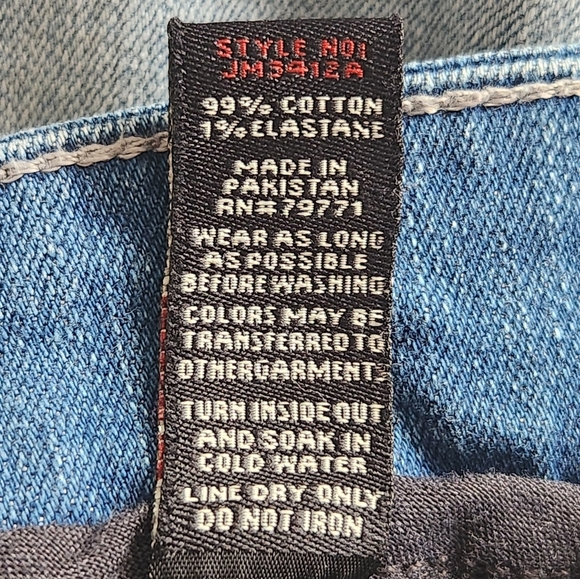 STYLE NO:
JM3412A
99% COTTON
1% ELASTANE
MADE IN
PAKISTAN
RN#79771
WEAR AS LONG
AS POSSIBLE
BEFORE WASHING
COLORS MAY BE
TRANSFERRED TO
OTHERGARMENTS
TURN INSIDE OUT
AND SOAK IN
COLD WATER
LINE DRY ONLY
DO NOT IRON